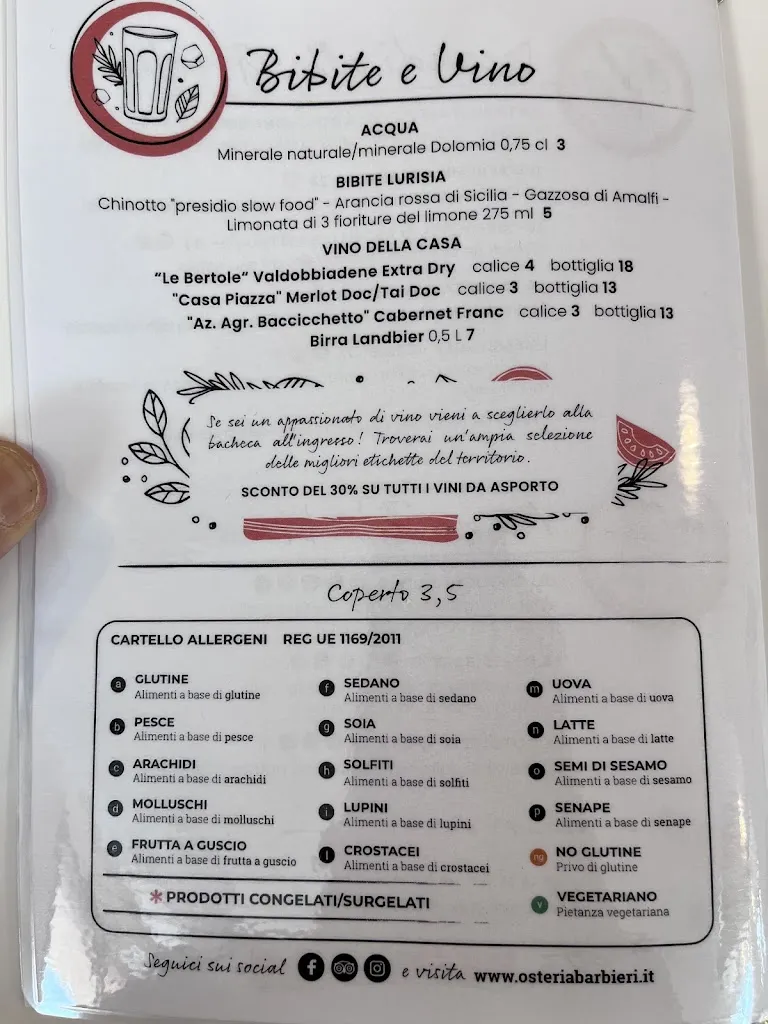 Bibite e Vino
ACQUA
Minerale naturale/minerale Dolomia 0,75 cl 3
BIBITE LURISIA
Chinotto "presidio slow food" - Arancia rossa di Sicilia - Gazzosa di Amalfi -
Limonata di 3 fioriture del limone 275 ml 5
VINO DELLA CASA
"Le Bertole" Valdobbiadene Extra Dry calice 4 bottiglia 18
"Casa Piazza" Merlot Doc/Tai Doc calice 3 bottiglia 13
"Az. Agr. Baccicchetto" Cabernet Franc calice 3 bottiglia 13
Birra Landbier 0,5 L 7
Se sei un appassionato di vino vieni a sceglierlo alla
bacheca all'ingresso! Troverai un'ampia selezione
delle migliori etichette del territorio.
SCONTO DEL 30% SU TUTTI I VINI DA ASPORTO
Coperto 3,5
CARTELLO ALLERGENI REG UE 1169/2011
a GLUTINE
Alimenti a base di glutine
b PESCE
Alimenti a base di pesce
c ARACHIDI
Alimenti a base di arachidi
d MOLLUSCHI
Alimenti a base di molluschi
e FRUTTA A GUSCIO
Alimenti a base di frutta a guscio
f SEDANO
Alimenti a base di sedano
g SOIA
Alimenti a base di soia
h SOLFITI
Alimenti a base di solfiti
i LUPINI
Alimenti a base di lupini
l CROSTACEI
Alimenti a base di crostacei
m UOVA
Alimenti a base di uova
n LATTE
Alimenti a base di latte
o SEMI DI SESAMO
Alimenti a base di sesamo
p SENAPE
Alimenti a base di senape
ng NO GLUTINE
Privo di glutine
v VEGETARIANO
Pietanza vegetariana
* PRODOTTI CONGELATI/SURGELATI
Seguici sui social f e visita www.osteriabarbieri.it